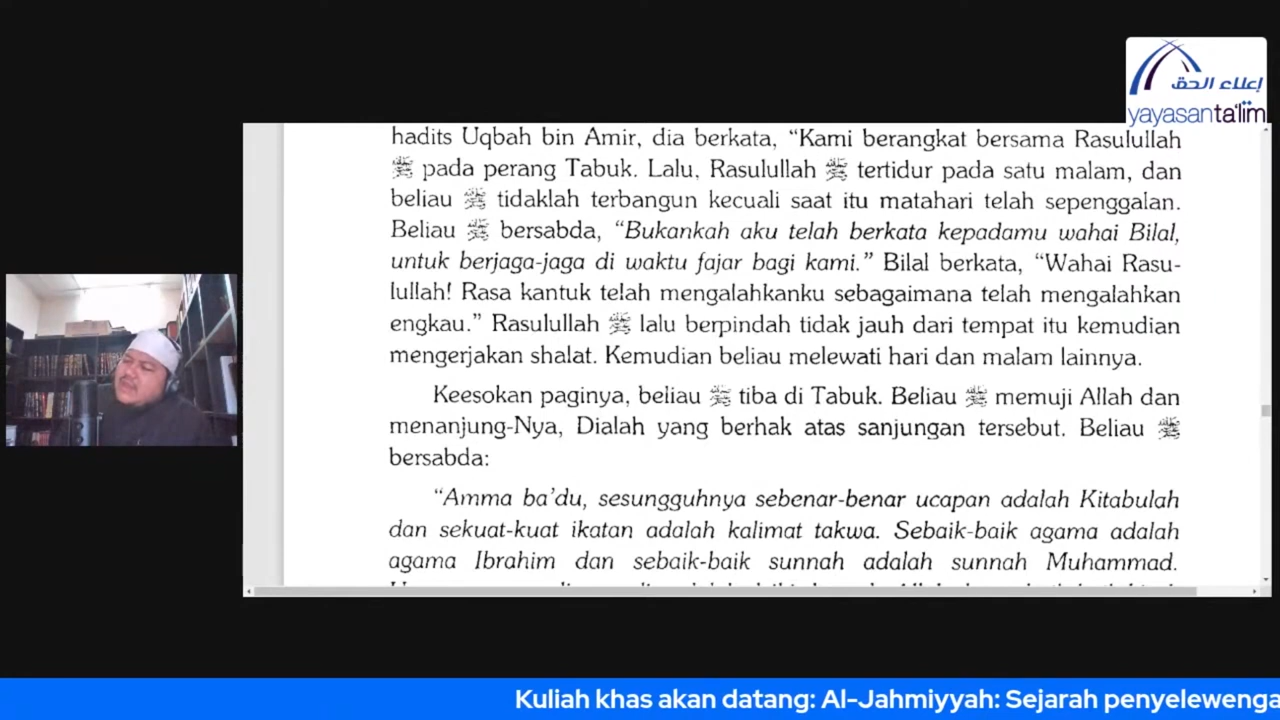 إعلاء الحق
yayasanta'lim
hadits Uqbah bin Amir, dia berkata, “Kami berangkat bersama Rasulullah
ﷺ pada perang Tabuk. Lalu, Rasulullah ﷺ tertidur pada satu malam, dan
beliau ﷺ tidaklah terbangun kecuali saat itu matahari telah sepenggalan.
Beliau ﷺ bersabda, “Bukankah aku telah berkata kepadamu wahai Bilal,
untuk berjaga-jaga di waktu fajar bagi kami.” Bilal berkata, “Wahai Rasu-
lullah! Rasa kantuk telah mengalahkanku sebagaimana telah mengalahkan
engkau.” Rasulullah ﷺ lalu berpindah tidak jauh dari tempat itu kemudian
mengerjakan shalat. Kemudian beliau melewati hari dan malam lainnya.
Keesokan paginya, beliau ﷺ tiba di Tabuk. Beliau ﷺ memuji Allah dan
menanjung-Nya, Dialah yang berhak atas sanjungan tersebut. Beliau ﷺ
bersabda:
“Amma ba’du, sesungguhnya sebenar-benar ucapan adalah Kitabulah
dan sekuat-kuat ikatan adalah kalimat takwa. Sebaik-baik agama adalah
agama Ibrahim dan sebaik-baik sunnah adalah sunnah Muhammad.
Kuliah khas akan datang: Al-Jahmiyyah: Sejarah penyelewenga